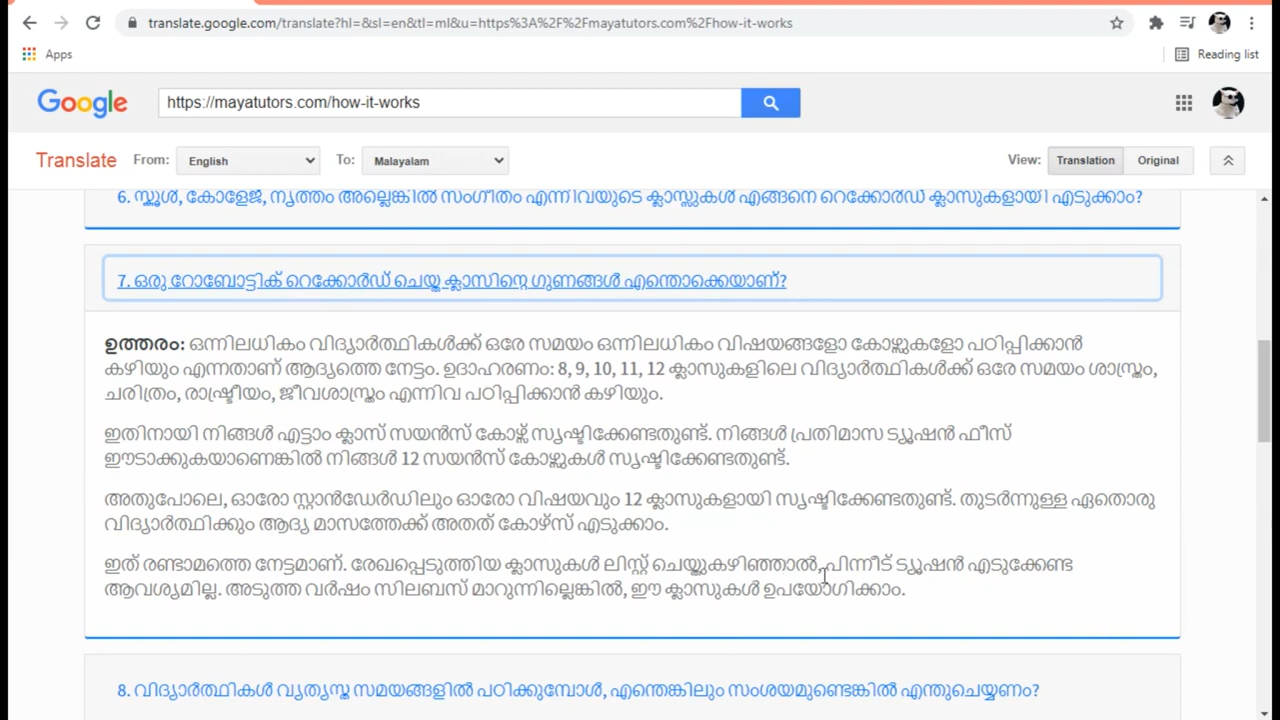 translate.google.com/translate?hl=&sl=en&tl=ml&u=https%3A%2F%2Fmayatutors.com%2Fhow-it-works
Apps
Reading list
Google
https://mayatutors.com/how-it-works
Translate
From:
English
To:
Malayalam
View:
Translation
Original
6. സ്കൂൾ, കോളേജ്, നൃത്തം അല്ലെങ്കിൽ സംഗീതം എന്നിവയുടെ ക്ലാസ്സുകൾ എങ്ങനെ റെക്കോർഡ് ക്ലാസുകളായി എടുക്കാം?
7. ഒരു റോബോട്ടിക് റെക്കോർഡ് ചെയ്ത ക്ലാസിന്റെ ഗുണങ്ങൾ എന്തൊക്കെയാണ്?
ഉത്തരം: ഒന്നിലധികം വിദ്യാർത്ഥികൾക്ക് ഒരേ സമയം ഒന്നിലധികം വിഷയങ്ങളോ കോഴ്സുകളോ പഠിപ്പിക്കാൻ
കഴിയും എന്നതാണ് ആദ്യത്തെ നേട്ടം. ഉദാഹരണം: 8, 9, 10, 11, 12 ക്ലാസുകളിലെ വിദ്യാർത്ഥികൾക്ക് ഒരേ സമയം ശാസ്ത്രം,
ചരിത്രം, രാഷ്ട്രീയം, ജീവശാസ്ത്രം എന്നിവ പഠിപ്പിക്കാൻ കഴിയും.
ഇതിനായി നിങ്ങൾ എട്ടാം ക്ലാസ് സയൻസ് കോഴ്സ് സൃഷ്ടിക്കേണ്ടതുണ്ട്. നിങ്ങൾ പ്രതിമാസ ട്യൂഷൻ ഫീസ്
ഈടാക്കുകയാണെങ്കിൽ നിങ്ങൾ 12 സയൻസ് കോഴ്സുകൾ സൃഷ്ടിക്കേണ്ടതുണ്ട്.
അതുപോലെ, ഓരോ സ്റ്റാൻഡേർഡിലും ഓരോ വിഷയവും 12 ക്ലാസുകളായി സൃഷ്ടിക്കേണ്ടതുണ്ട്. തുടർന്നുള്ള ഏതൊരു
വിദ്യാർത്ഥിക്കും ആദ്യ മാസത്തേക്ക് അതത് കോഴ്സ് എടുക്കാം.
ഇത് രണ്ടാമത്തെ നേട്ടമാണ്. രേഖപ്പെടുത്തിയ ക്ലാസുകൾ ലിസ്റ്റ് ചെയ്തുകഴിഞ്ഞാൽ, പിന്നീട് ട്യൂഷൻ എടുക്കേണ്ട
ആവശ്യമില്ല. അടുത്ത വർഷം സിലബസ് മാറുന്നില്ലെങ്കിൽ, ഈ ക്ലാസുകൾ ഉപയോഗിക്കാം.
8. വിദ്യാർത്ഥികൾ വ്യത്യസ്ത സമയങ്ങളിൽ പഠിക്കുമ്പോൾ, എന്തെങ്കിലും സംശയമുണ്ടെങ്കിൽ എന്തുചെയ്യണം?